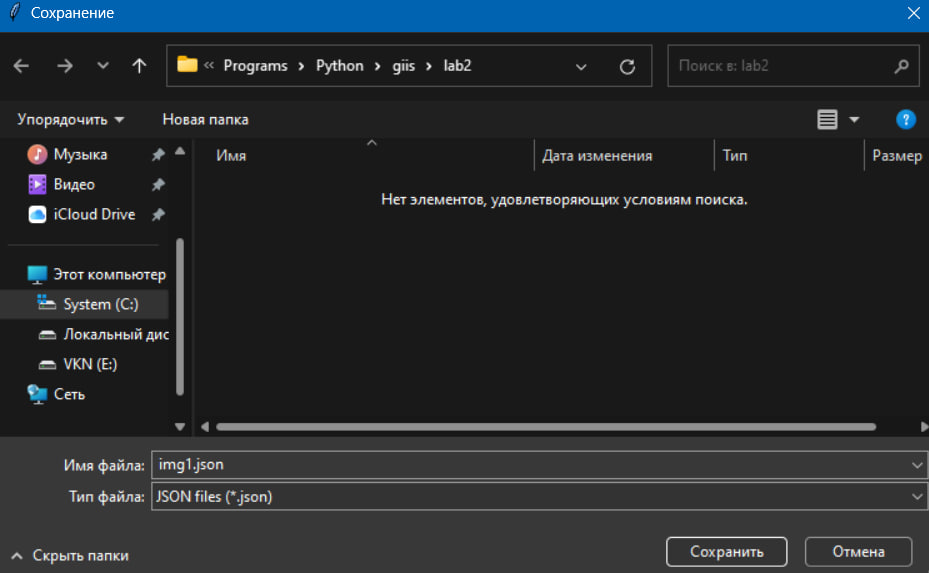 Сохранение
« Programs › Python › giis › lab2
Поиск в: lab2
Упорядочить
Новая папка
Музыка
Видео
iCloud Drive
Этот компьютер
System (C:)
Локальный дис
VKN (E:)
Сеть
Имя
Дата изменения
Тип
Размер
Нет элементов, удовлетворяющих условиям поиска.
Имя файла: img1.json
Тип файла: JSON files (*.json)
Скрыть папки
Сохранить
Отмена